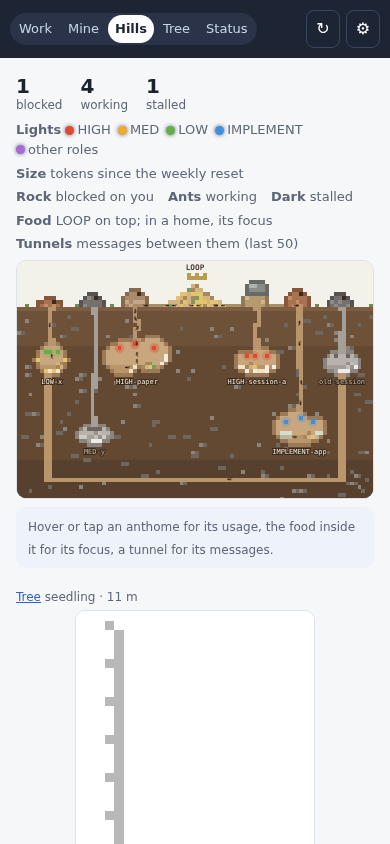 Work Mine Hills Tree Status
1 4 1
blocked working stalled
Lights HIGH MED LOW IMPLEMENT
other roles
Size tokens since the weekly reset
Rock blocked on you Ants working Dark stalled
Food LOOP on top; in a home, its focus
Tunnels messages between them (last 50)
LOOP
LOW-x HIGH-paper HIGH-session-a old session
MED-y IMPLEMENT-app
Hover or tap an anthome for its usage, the food inside
it for its focus, a tunnel for its messages.
Tree seedling · 11 m